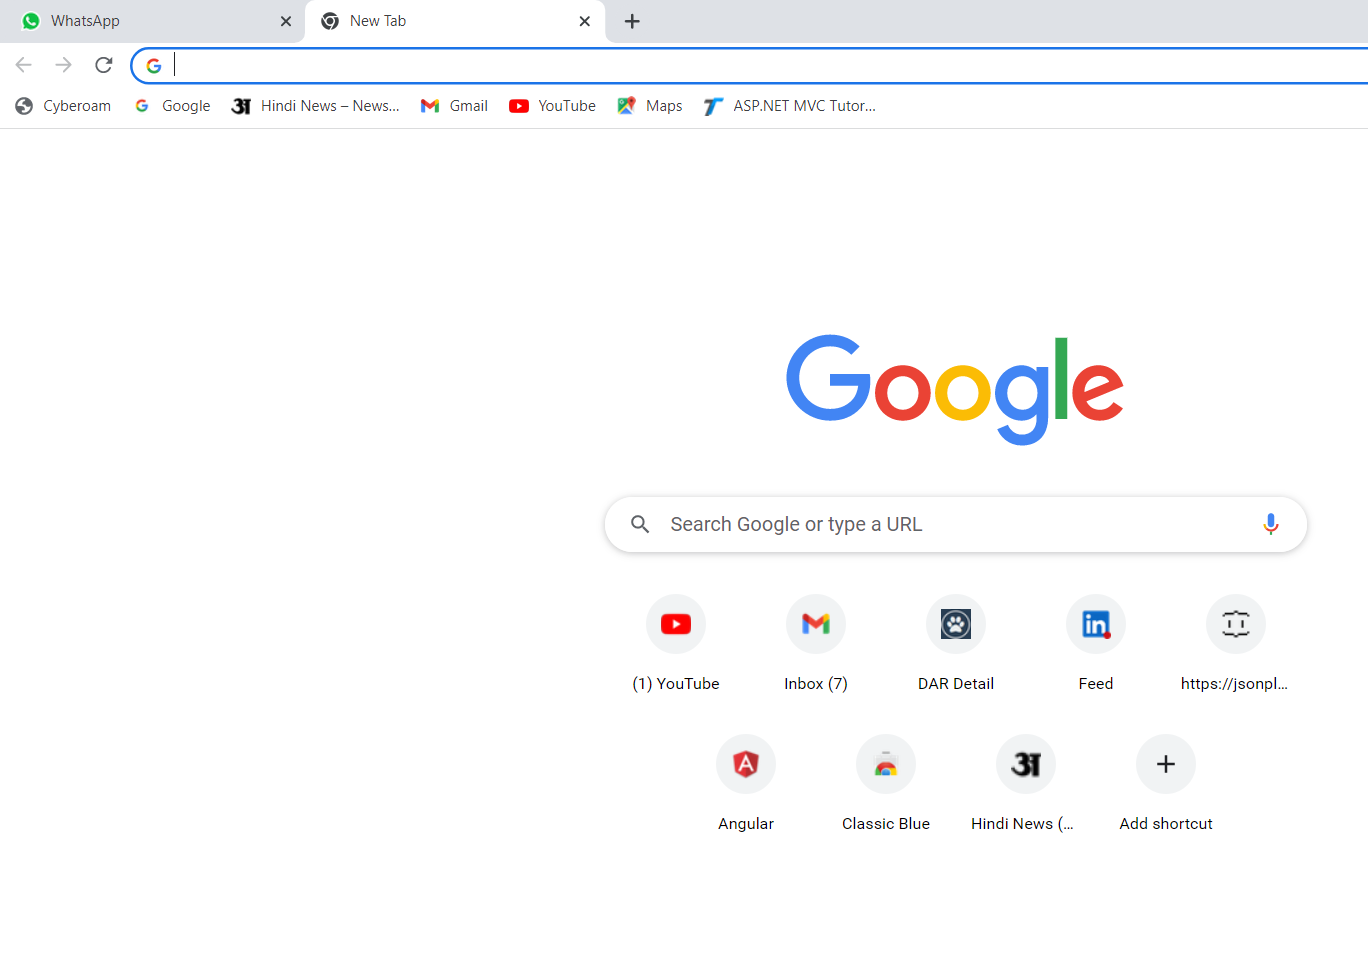 WhatsApp New Tab
Cyberoam Google Hindi News – News... Gmail YouTube Maps ASP.NET MVC Tutor...
Google
Search Google or type a URL
(1) YouTube Inbox (7) DAR Detail Feed https://jsonpl...
Angular Classic Blue Hindi News (... Add shortcut